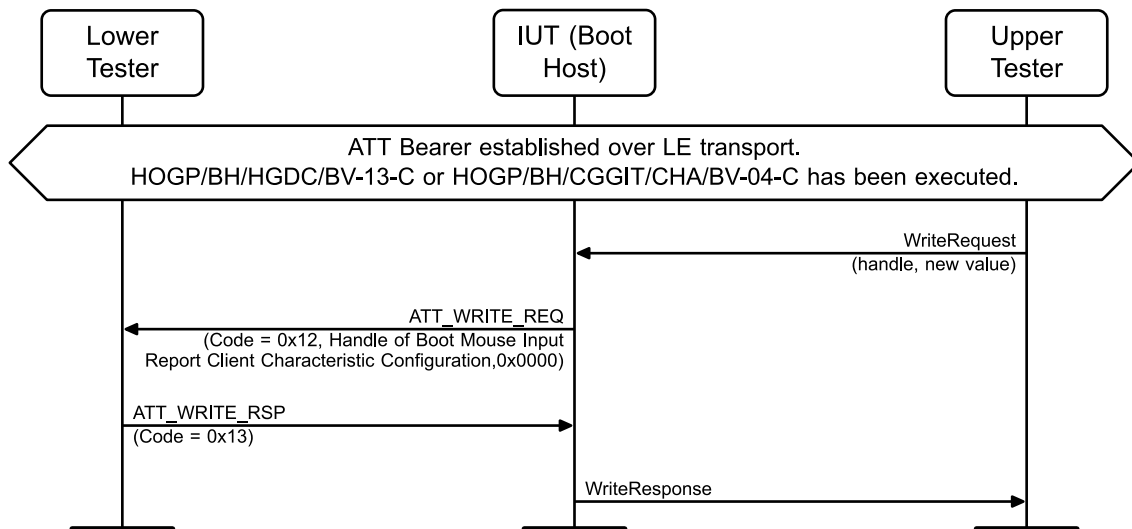 Lower
Tester
IUT (Boot
Host)
Upper
Tester
ATT Bearer established over LE transport.
HOGP/BH/HGDC/BV-13-C or HOGP/BH/CGGIT/CHA/BV-04-C has been executed.
WriteRequest
(handle, new value)
ATT_WRITE_REQ
(Code = 0x12, Handle of Boot Mouse Input
Report Client Characteristic Configuration,0x0000)
ATT_WRITE_RSP
(Code = 0x13)
WriteResponse